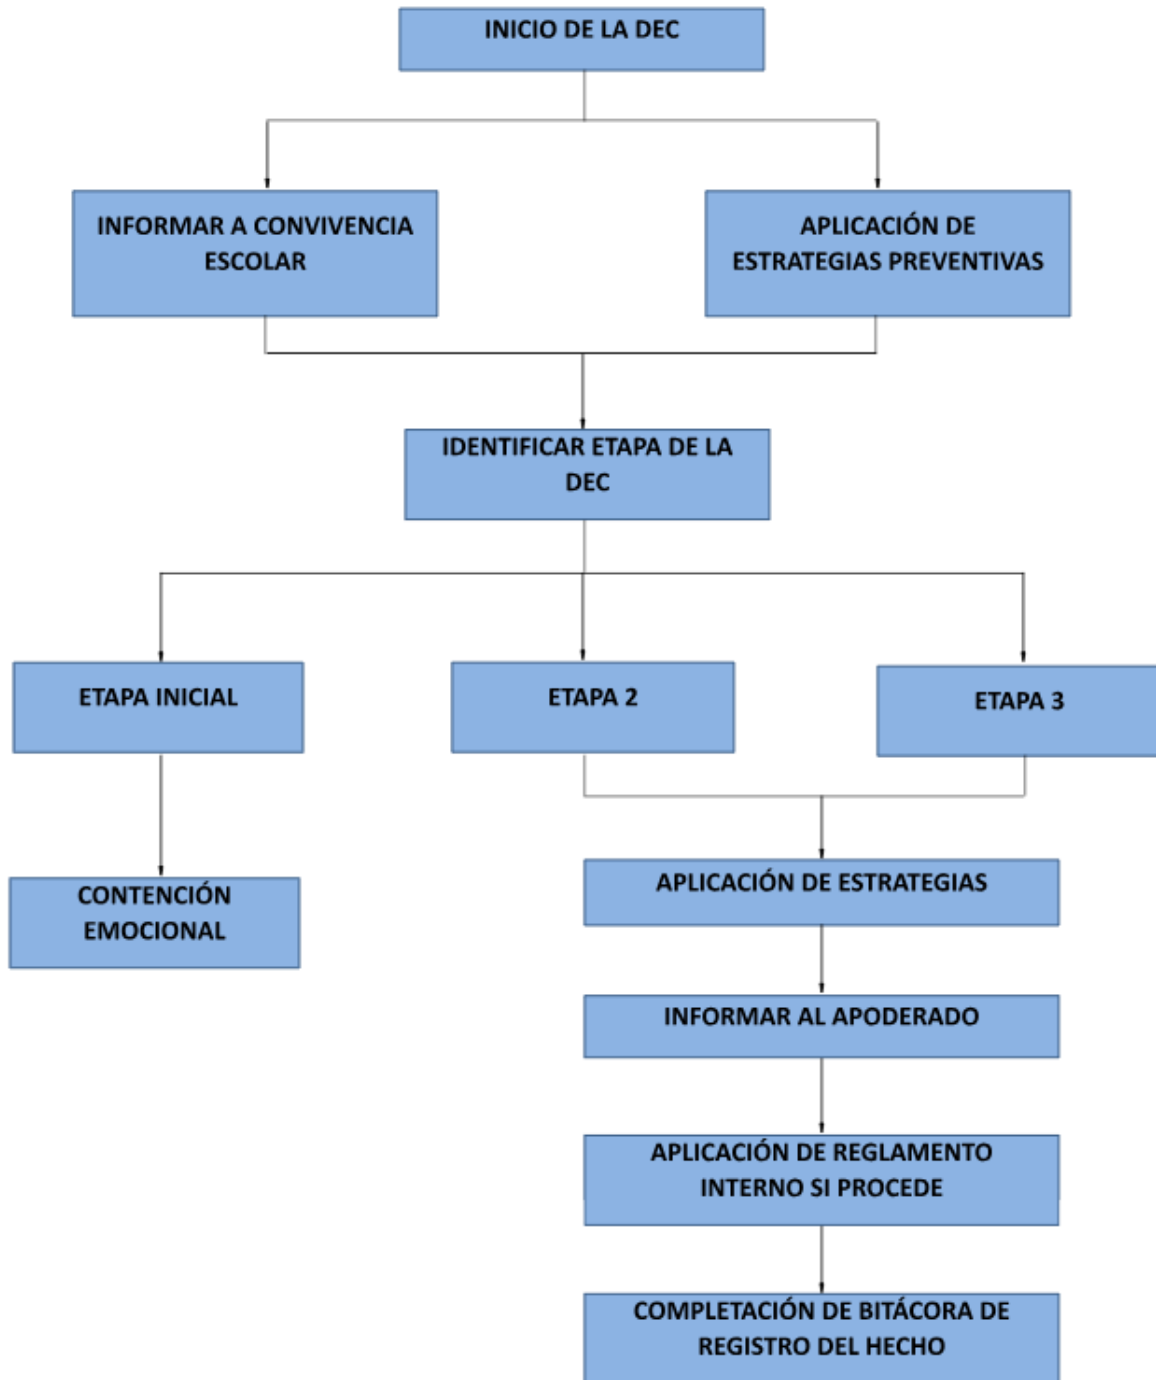 INICIO DE LA DEC
INFORMAR A CONVIVENCIA
ESCOLAR
APLICACIÓN DE
ESTRATEGIAS PREVENTIVAS
IDENTIFICAR ETAPA DE LA
DEC
ETAPA INICIAL
ETAPA 2
ETAPA 3
CONTENCIÓN
EMOCIONAL
APLICACIÓN DE ESTRATEGIAS
INFORMAR AL APODERADO
APLICACIÓN DE REGLAMENTO
INTERNO SI PROCEDE
COMPLETACIÓN DE BITÁCORA DE
REGISTRO DEL HECHO